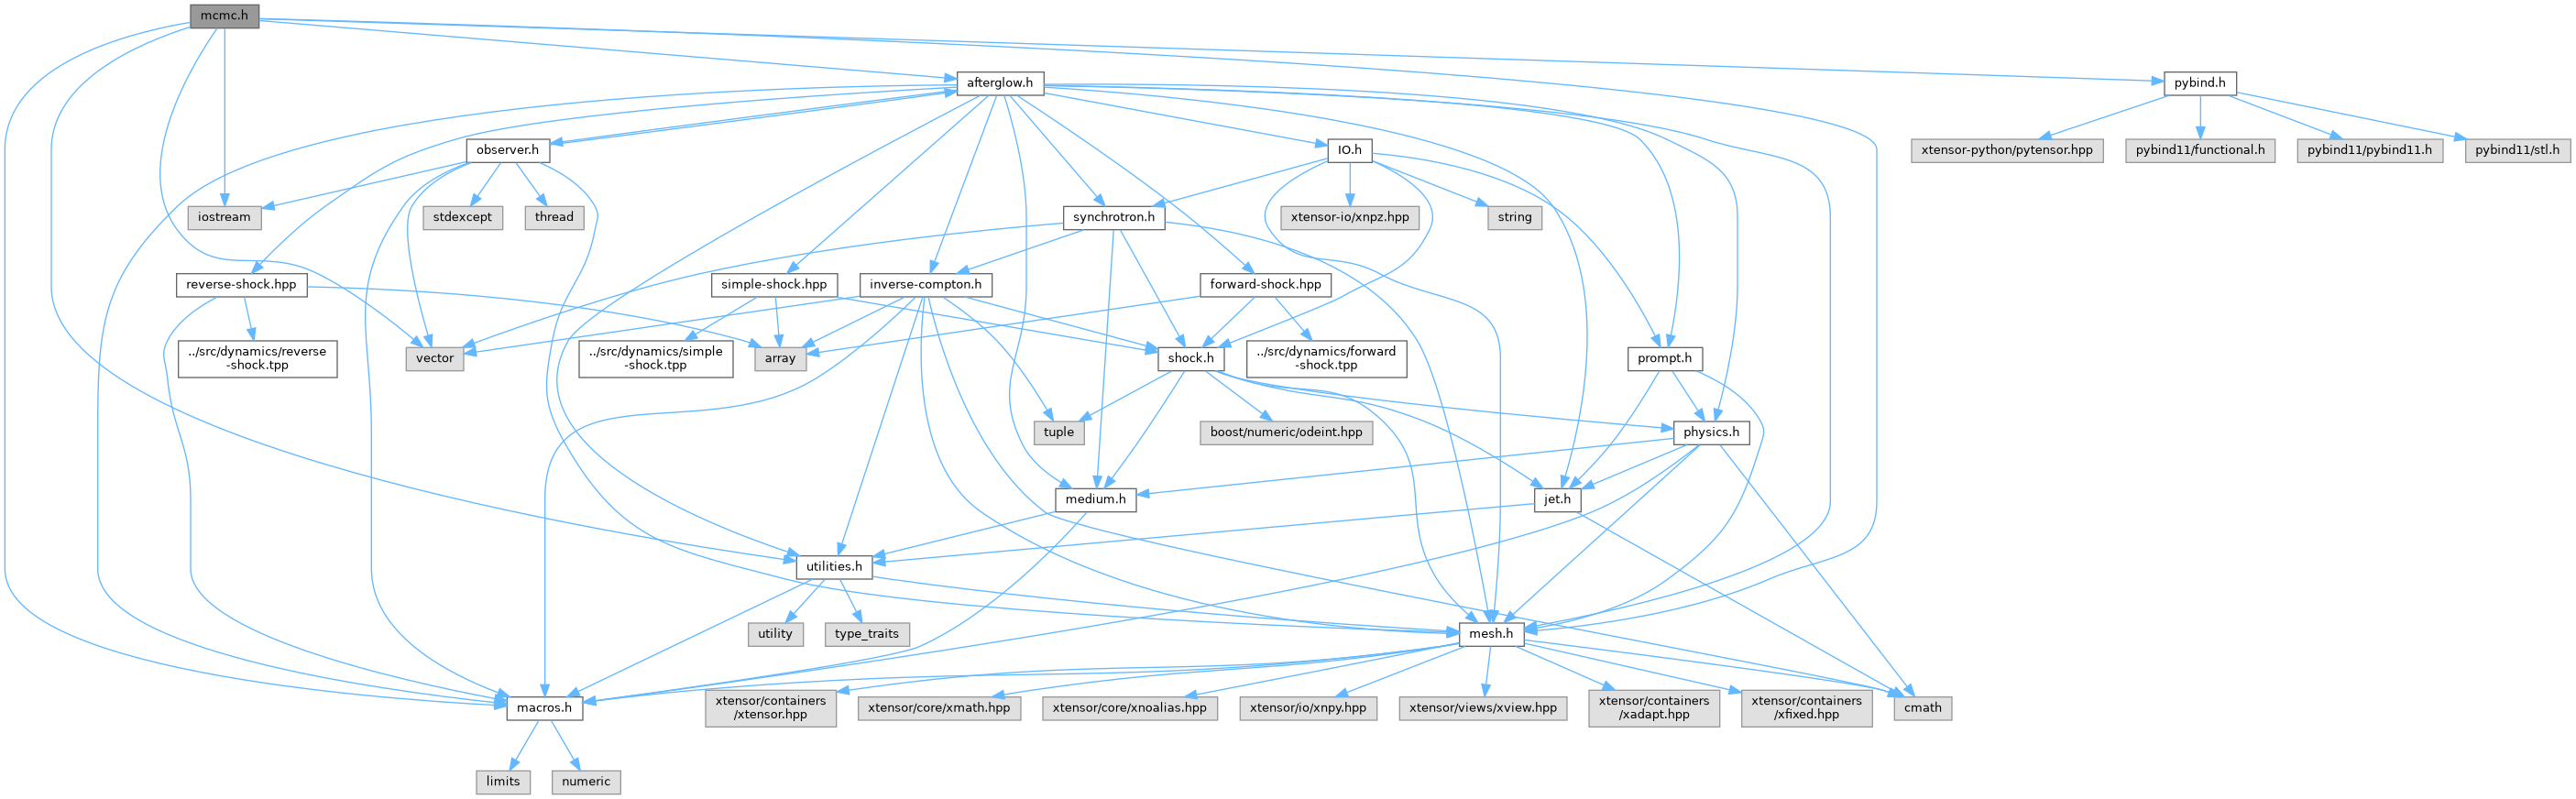 mcmc.h
afterglow.h
pybind.h
observer.h
IO.h
xtensor-python/pytensor.hpp
pybind11/functional.h
pybind11/pybind11.h
pybind11/stl.h
iostream
stdexcept
thread
synchrotron.h
xtensor-io/xnpz.hpp
string
reverse-shock.hpp
simple-shock.hpp
inverse-compton.h
forward-shock.hpp
../src/dynamics/reverse
-shock.tpp
vector
../src/dynamics/simple
-shock.tpp
array
shock.h
../src/dynamics/forward
-shock.tpp
prompt.h
tuple
boost/numeric/odeint.hpp
physics.h
medium.h
jet.h
utilities.h
utility
type_traits
mesh.h
macros.h
xtensor/containers
/xtensor.hpp
xtensor/core/xmath.hpp
xtensor/core/xnoalias.hpp
xtensor/io/xnpy.hpp
xtensor/views/xview.hpp
xtensor/containers
/xadapt.hpp
xtensor/containers
/xfixed.hpp
cmath
limits
numeric